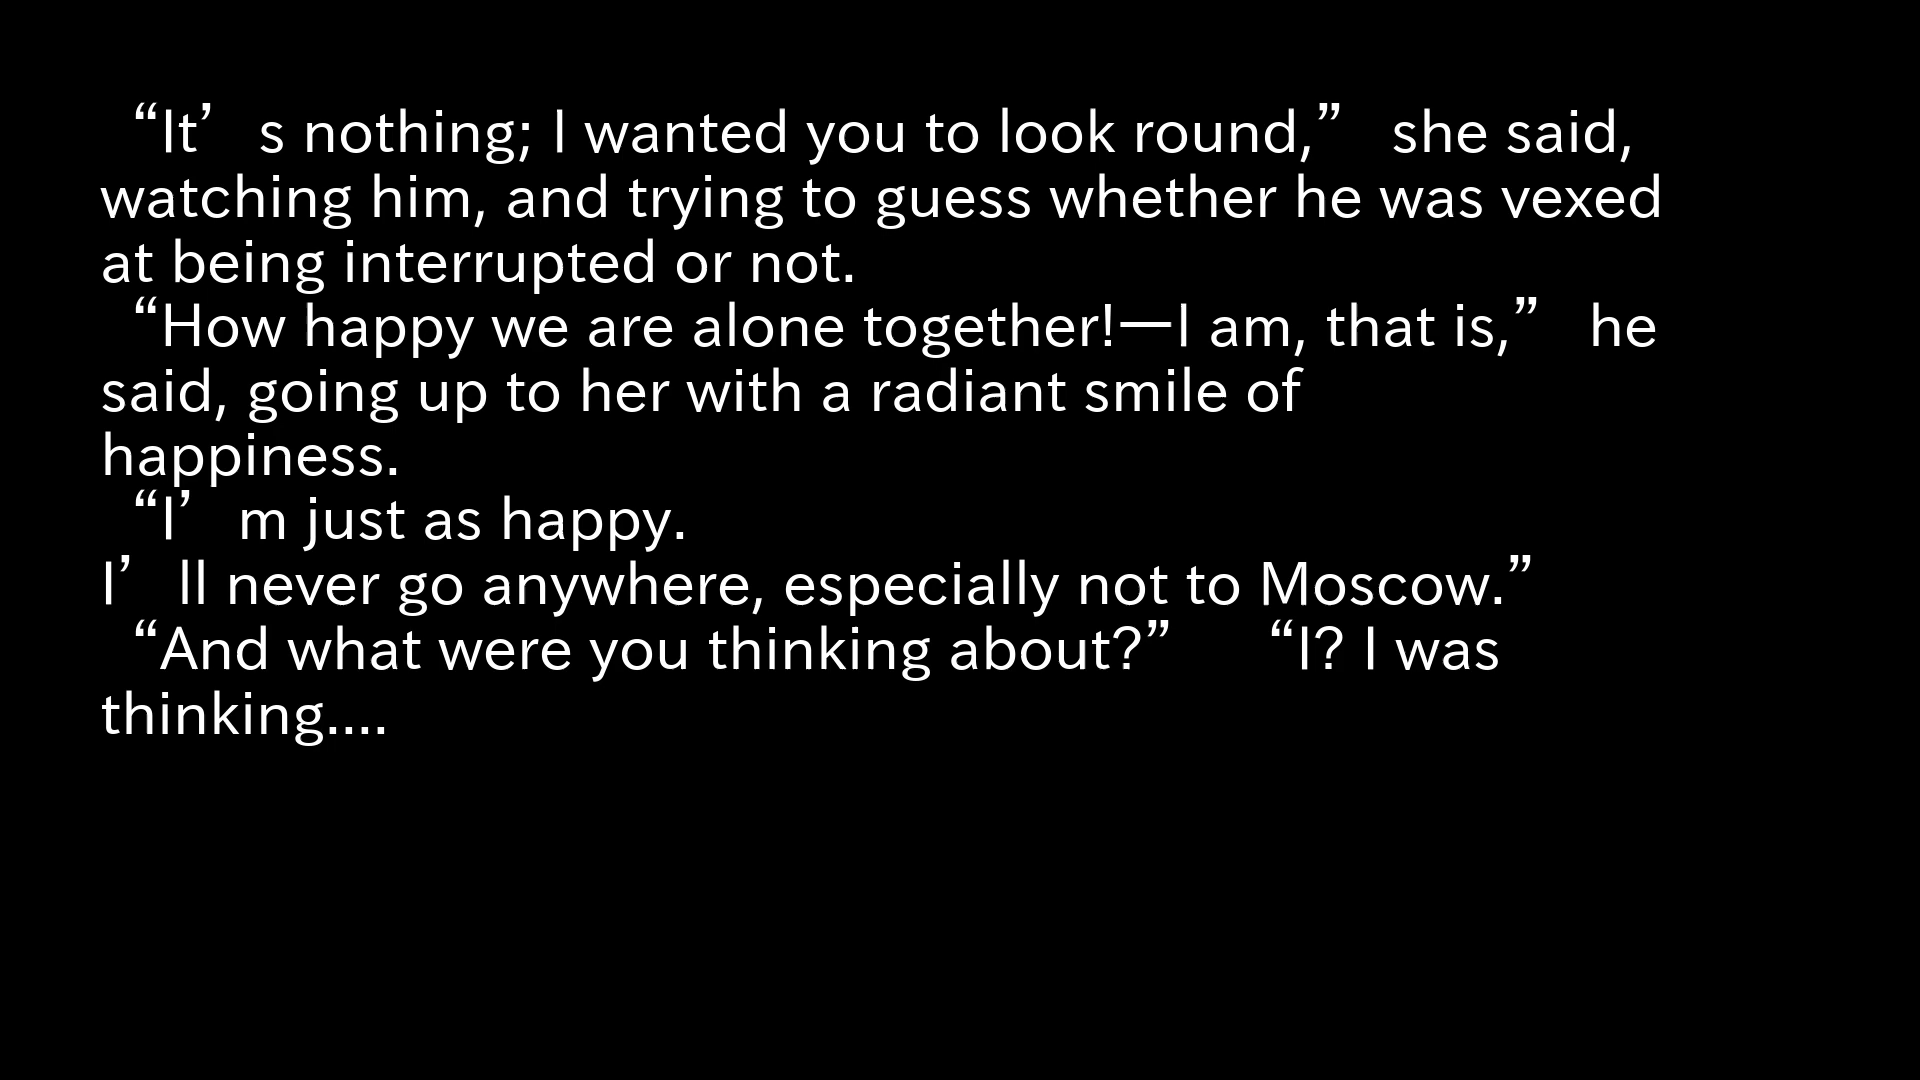 “It’s nothing; I wanted you to look round,” she said,
watching him, and trying to guess whether he was vexed
at being interrupted or not.
“How happy we are alone together!—I am, that is,” he
said, going up to her with a radiant smile of
happiness.
“I’m just as happy.
I’ll never go anywhere, especially not to Moscow.”
“And what were you thinking about?” “I? I was
thinking....